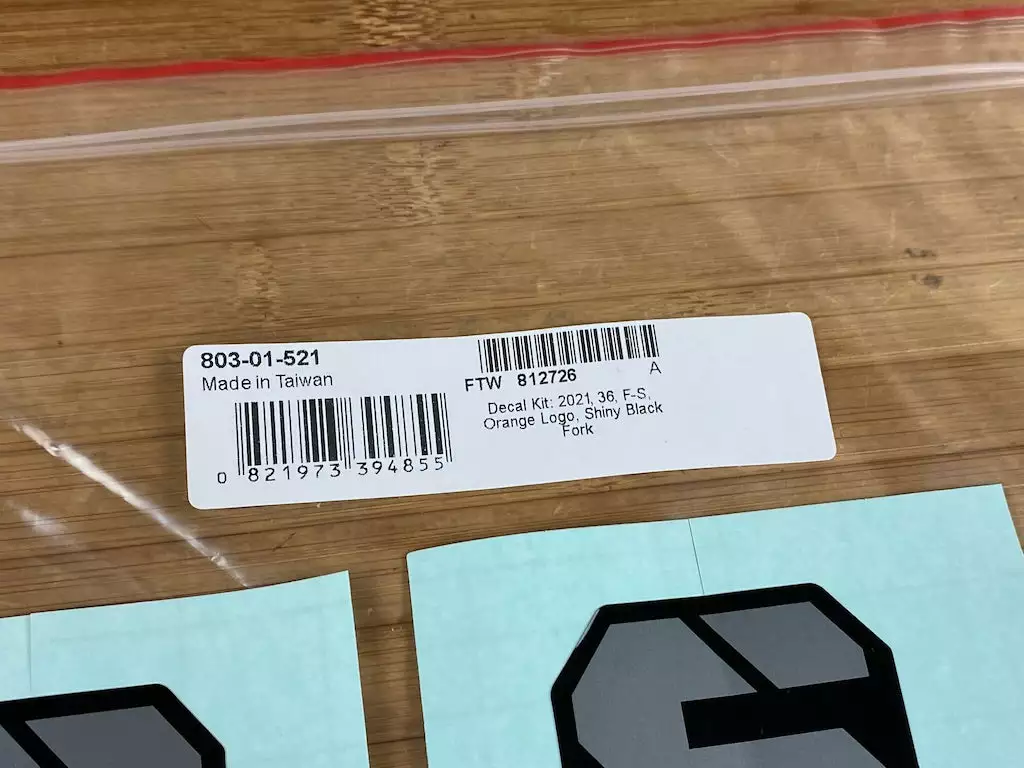 803-01-521
Made in Taiwan
0 821973 394855
FTW 812726 A
Decal Kit: 2021, 36, F-S,
Orange Logo, Shiny Black
Fork